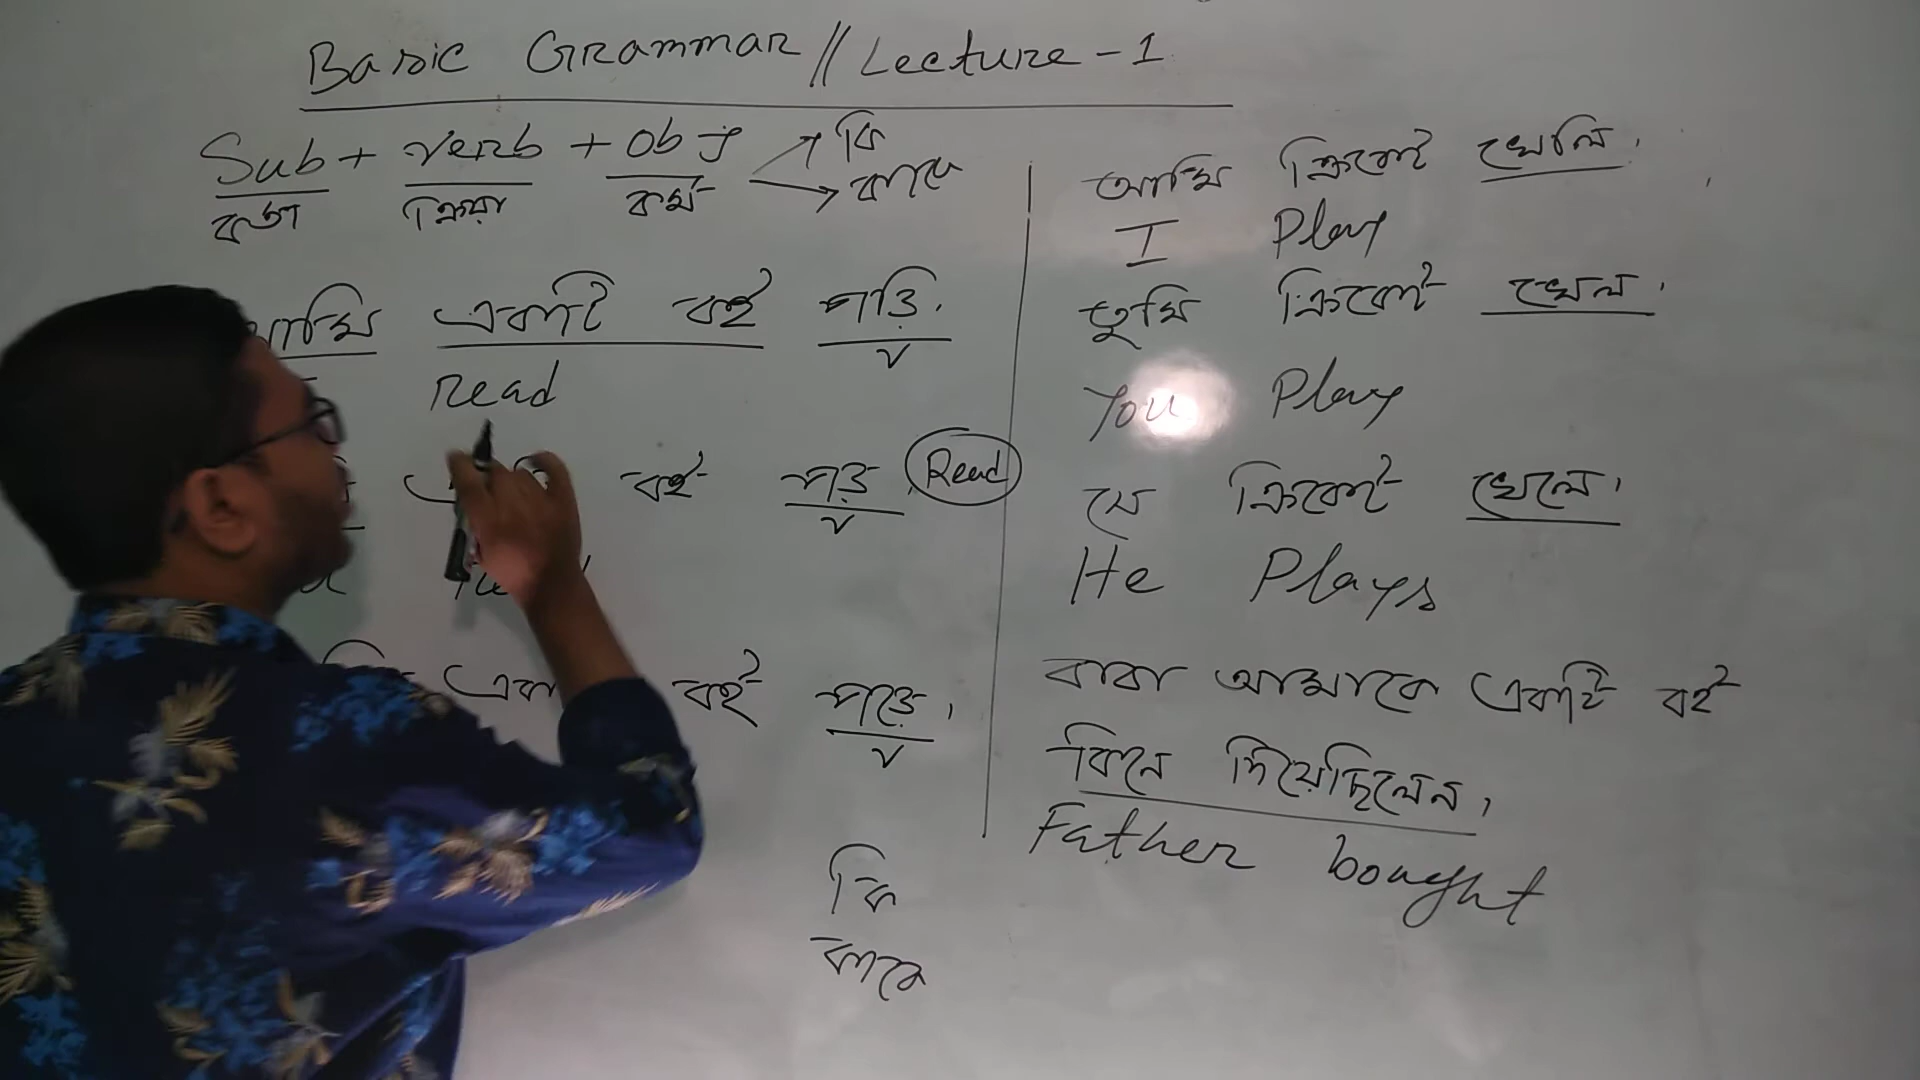 Basic Grammar // Lecture - 1
Sub + verb + Obj → কি
→ কাকে
কর্তা ক্রিয়া কর্ম
একটি বই পড়ি।
v
Read
বই পড়
v
Read
বই পড়ে।
v
কি
কাকে
আমি ক্রিকেট খেলি।
I Play
তুমি ক্রিকেট খেল।
You Play
সে ক্রিকেট খেলে।
He Plays
বাবা আমাকে একটি বই
কিনে দিয়েছিলেন।
Father bought